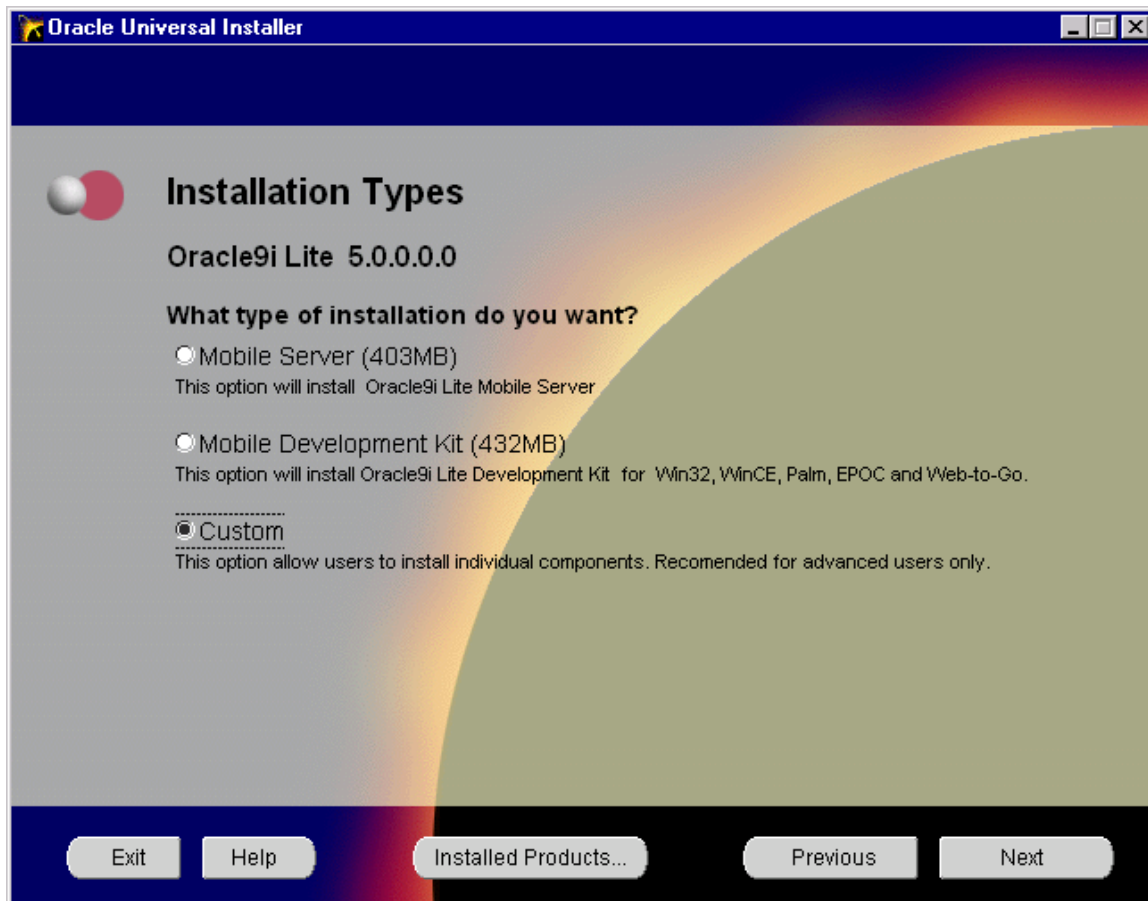 Oracle Universal Installer
Installation Types
Oracle9i Lite 5.0.0.0.0
What type of installation do you want?
Mobile Server (403MB)
This option will install Oracle9i Lite Mobile Server
Mobile Development Kit (432MB)
This option will install Oracle9i Lite Development Kit for Win32, WinCE, Palm, EPOC and Web-to-Go.
Custom
This option allow users to install individual components. Recomended for advanced users only.
Exit Help Installed Products... Previous Next